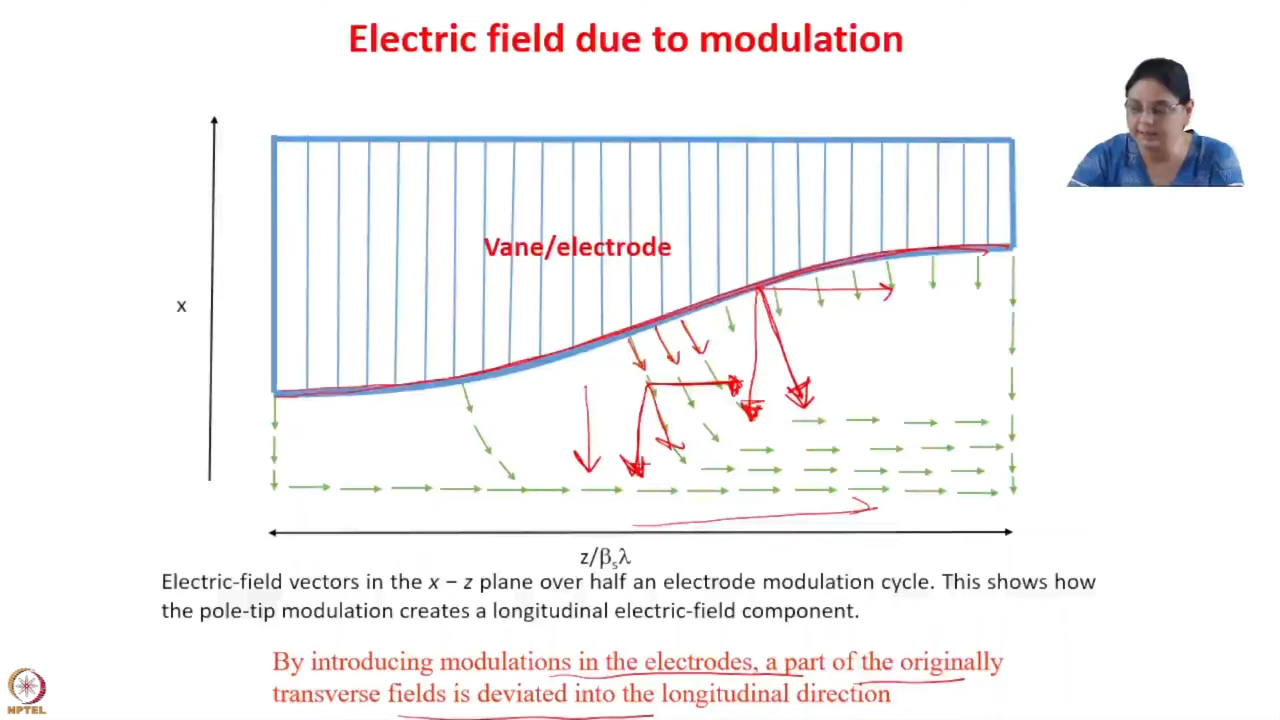 Electric field due to modulation
Vane/electrode
x
z/βsλ
Electric-field vectors in the x – z plane over half an electrode modulation cycle. This shows how
the pole-tip modulation creates a longitudinal electric-field component.
By introducing modulations in the electrodes, a part of the originally
transverse fields is deviated into the longitudinal direction
NPTEL